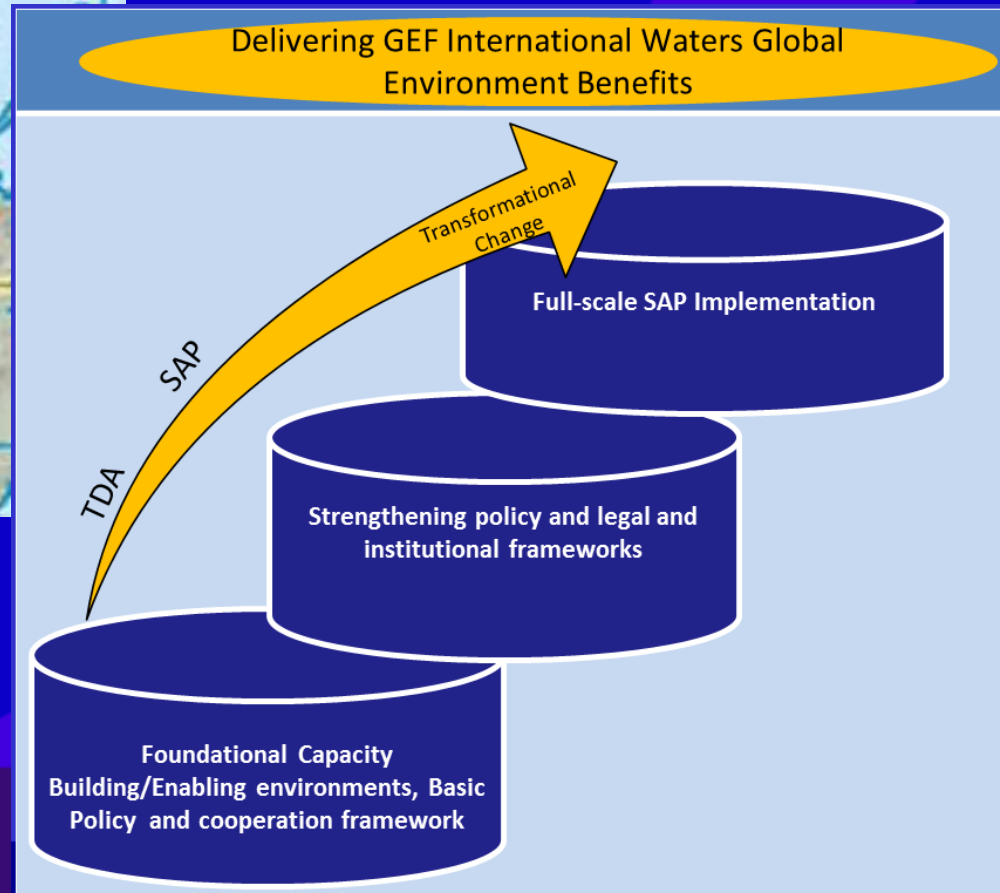 Delivering GEF International Waters Global
Environment Benefits
Transformational
Change
SAP
TDA
Full-scale SAP Implementation
Strengthening policy and legal and
institutional frameworks
Foundational Capacity
Building/Enabling environments, Basic
Policy and cooperation framework